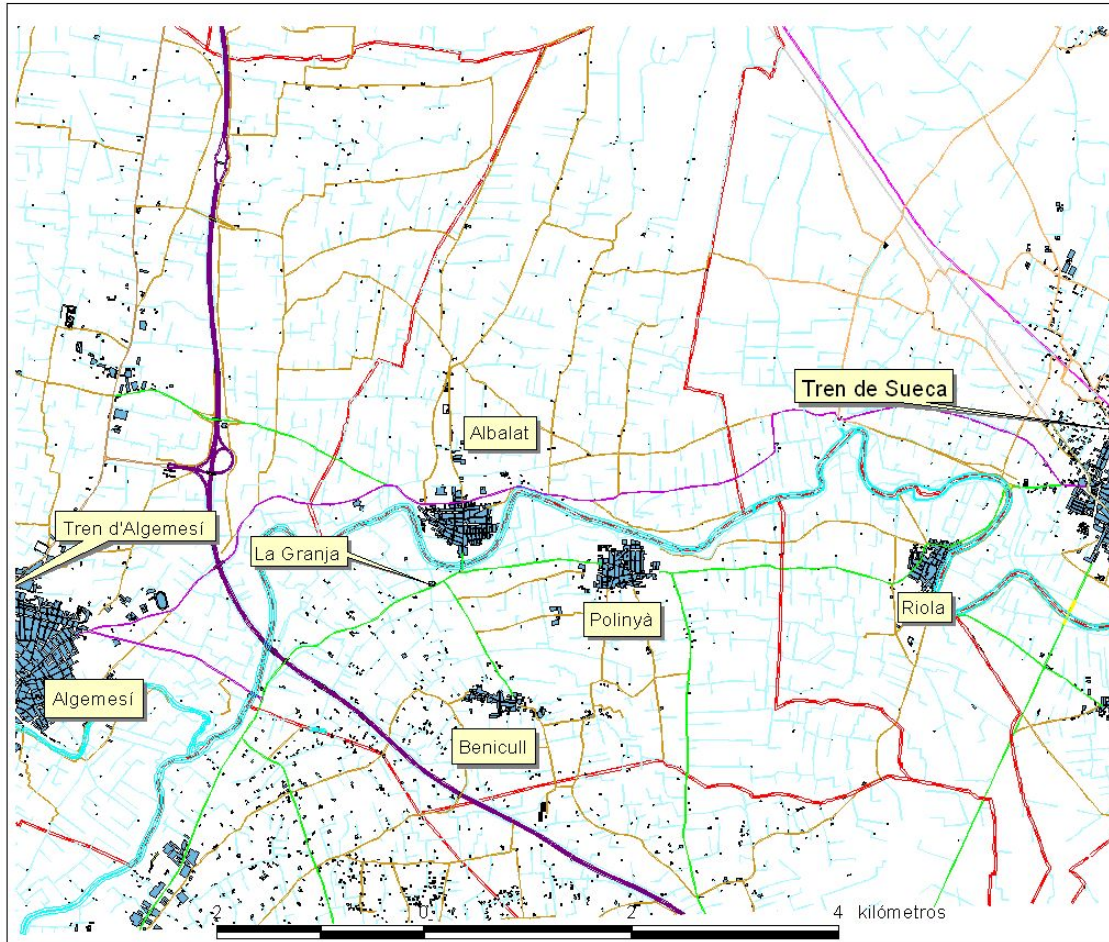 Albalat
Tren de Sueca
Tren d'Algemesí
La Granja
Polinyà
Riola
Algemesí
Benicull
2 0 2 4 kilómetros